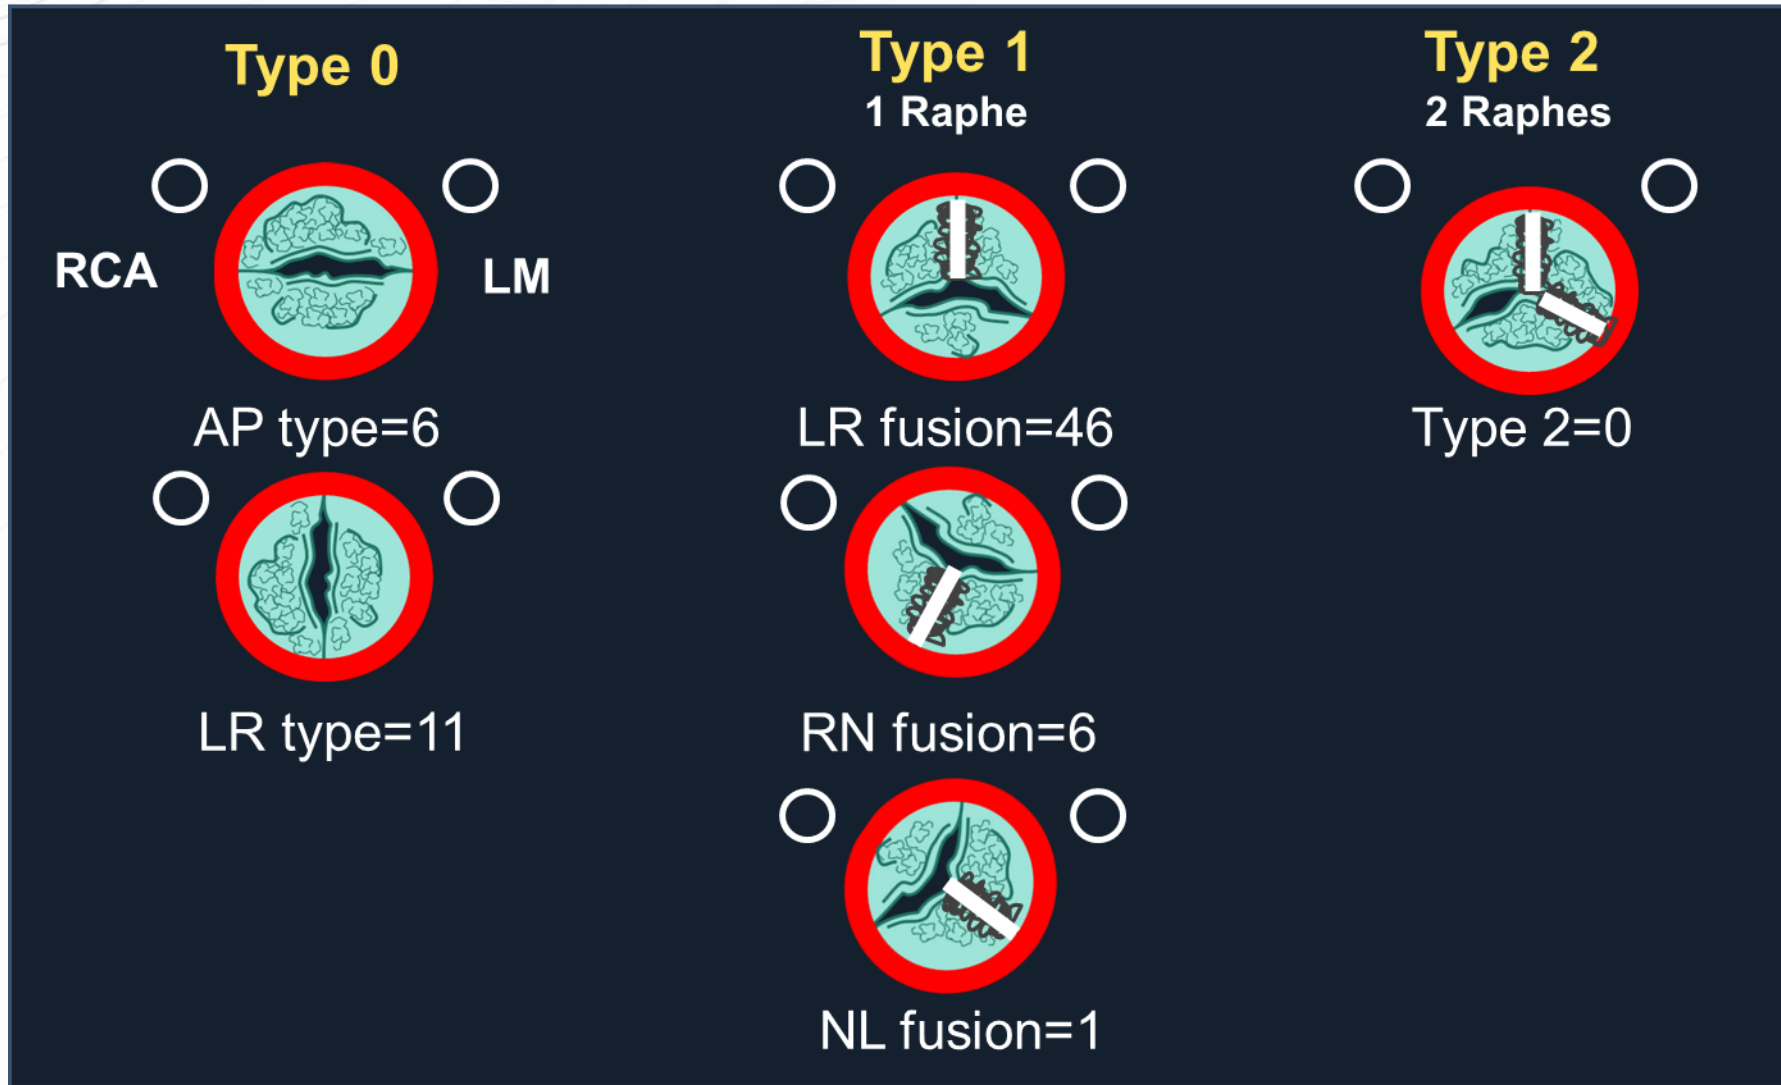 Type 0
RCA
LM
AP type=6
LR type=11
Type 1
1 Raphe
LR fusion=46
RN fusion=6
NL fusion=1
Type 2
2 Raphes
Type 2=0